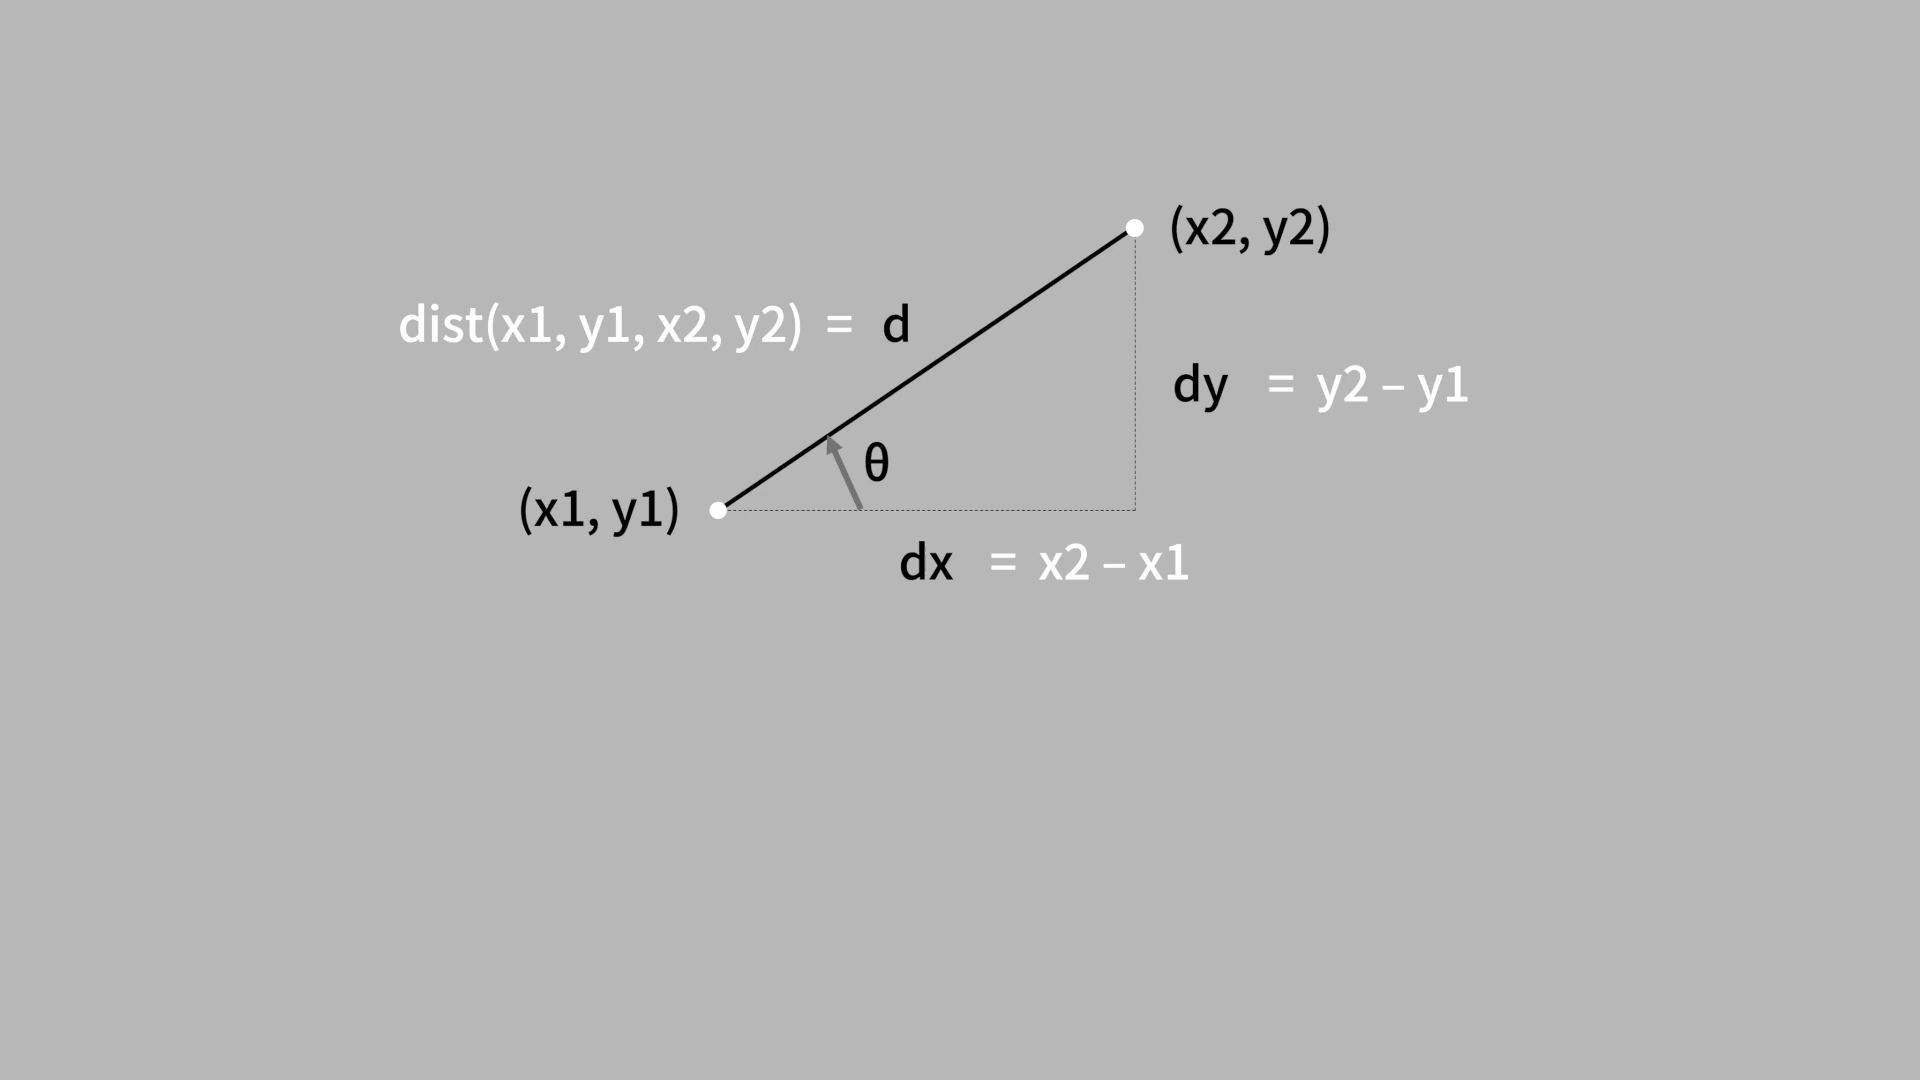 (x2, y2)
dist(x1, y1, x2, y2) = d
dy = y2 – y1
θ
(x1, y1)
dx = x2 – x1